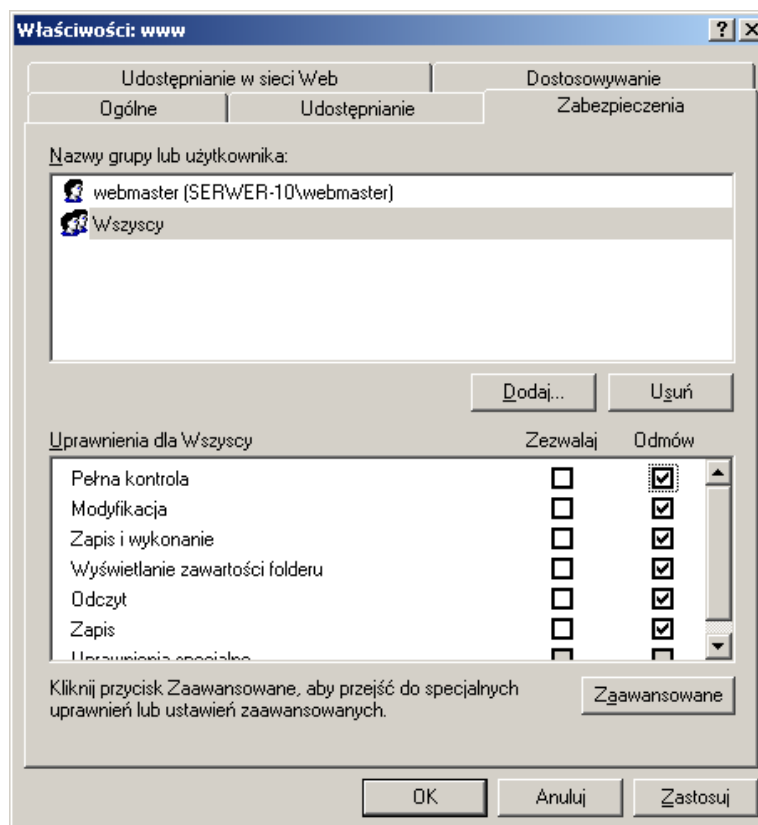 Właściwości: www
Udostępnianie w sieci Web Dostosowywanie
Ogólne Udostępnianie Zabezpieczenia
Nazwy grupy lub użytkownika:
webmaster (SERWER-10\webmaster)
Wszyscy
Dodaj... Usuń
Uprawnienia dla Wszyscy Zezwalaj Odmów
Pełna kontrola
Modyfikacja
Zapis i wykonanie
Wyświetlanie zawartości folderu
Odczyt
Zapis
Uprawnienia specjalne
Kliknij przycisk Zaawansowane, aby przejść do specjalnych
uprawnień lub ustawień zaawansowanych.
Zaawansowane
OK Anuluj Zastosuj